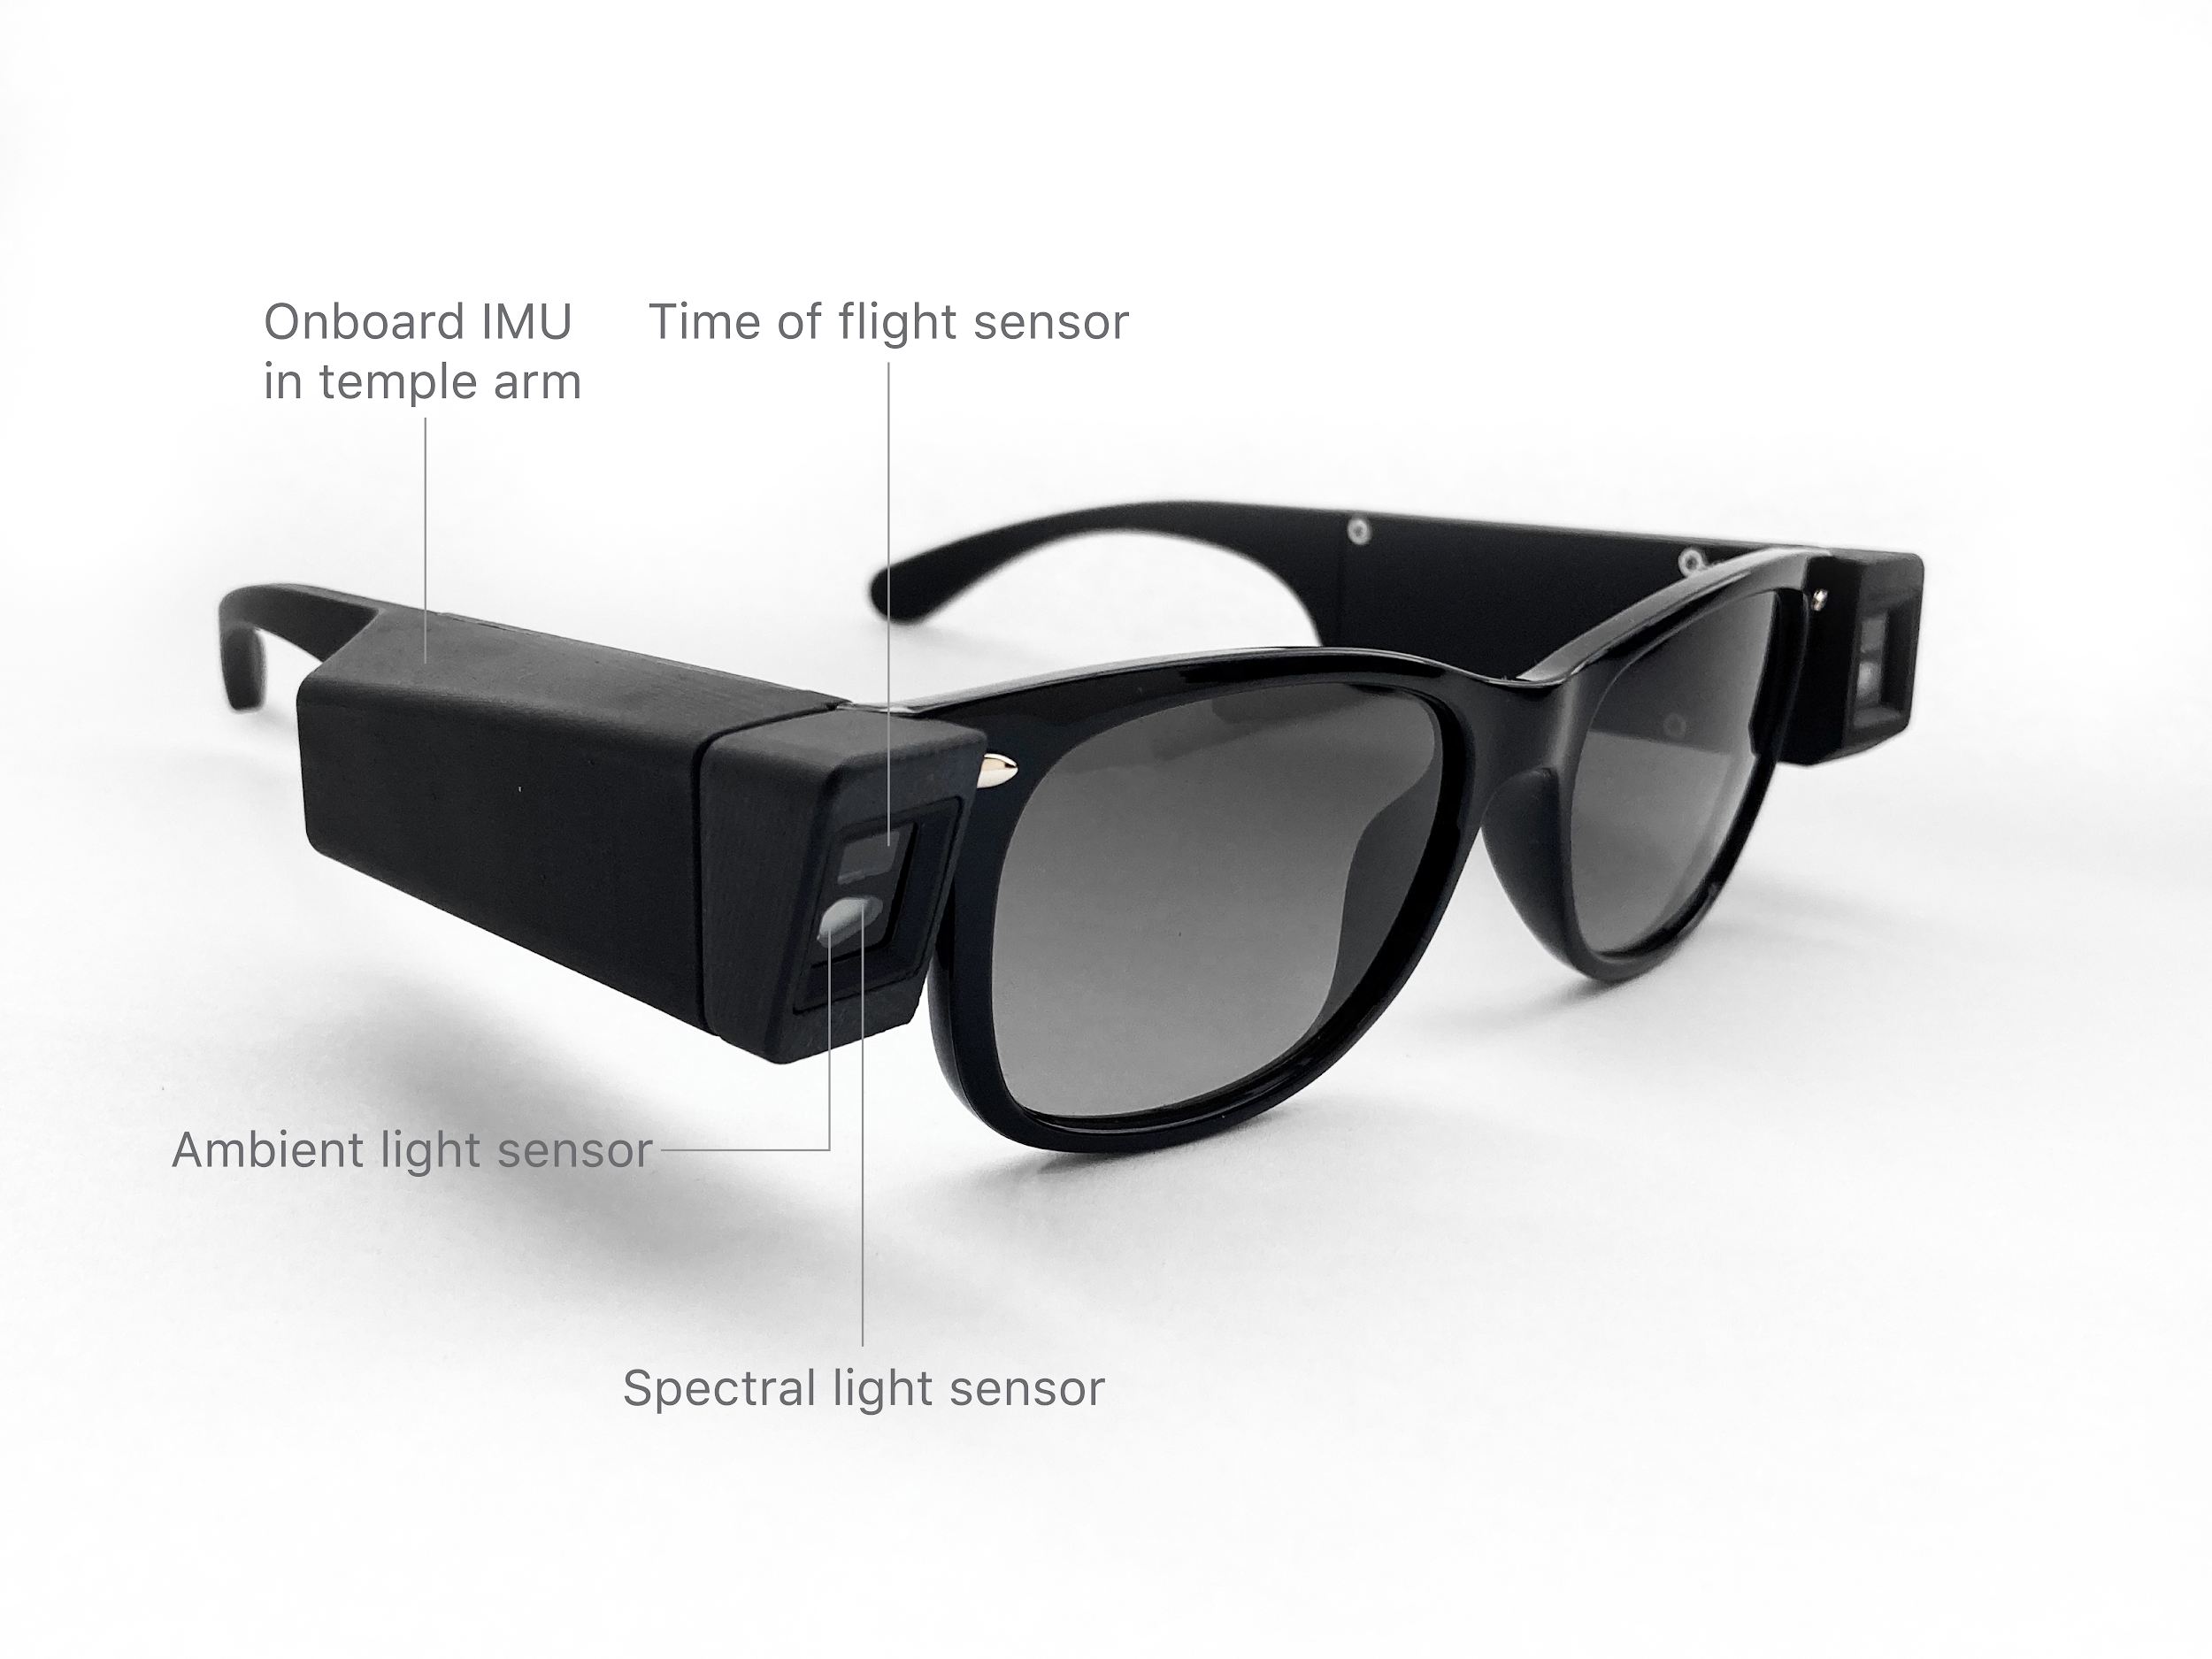 Onboard IMU
in temple arm
Time of flight sensor
Ambient light sensor
Spectral light sensor